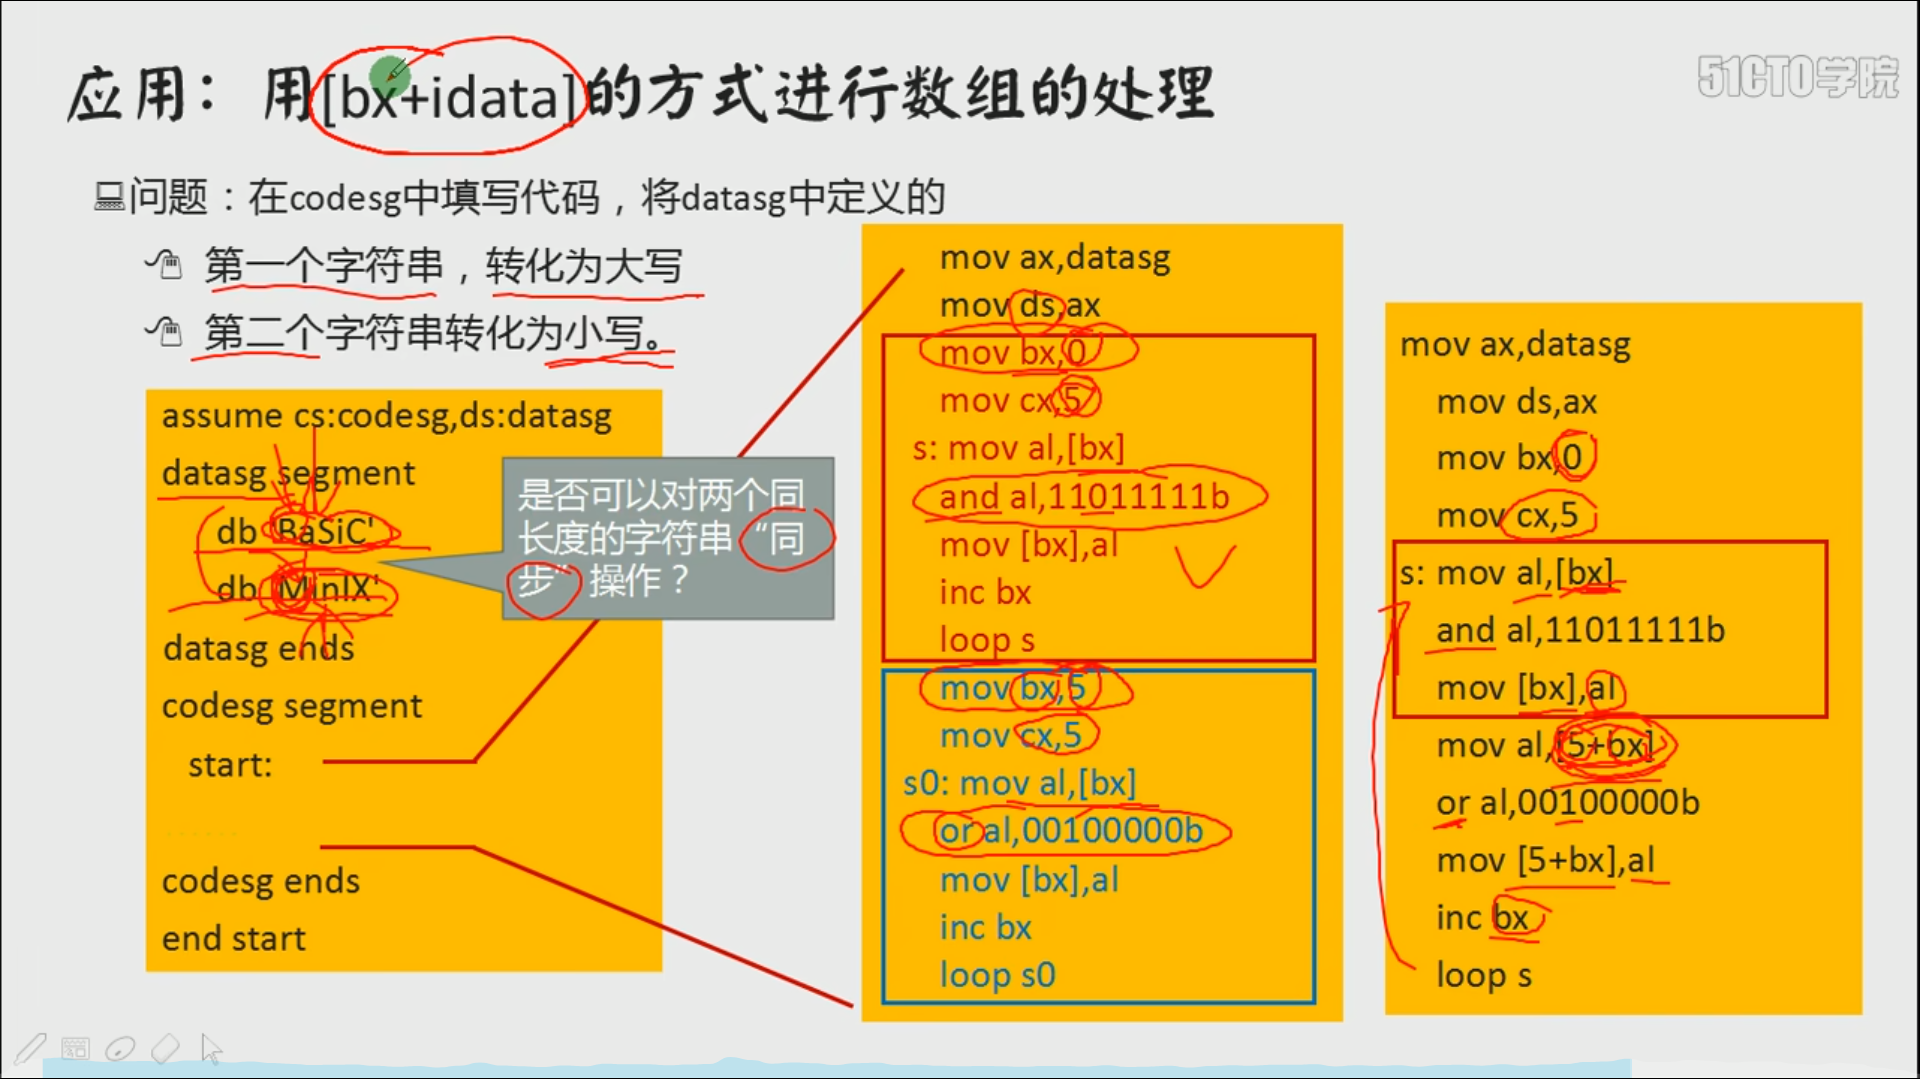 应用：用[bx+idata]的方式进行数组的处理
51CTO学院
问题：在codesg中填写代码，将datasg中定义的
第一个字符串，转化为大写
第二个字符串转化为小写。
assume cs:codesg,ds:datasg
datasg segment
db 'BaSiC'
db 'MinIX'
datasg ends
codesg segment
start:
codesg ends
end start
是否可以对两个同
长度的字符串“同
步”操作？
mov ax,datasg
mov ds,ax
mov bx,0
mov cx,5
s: mov al,[bx]
and al,11011111b
mov [bx],al
inc bx
loop s
mov bx,5
mov cx,5
s0: mov al,[bx]
or al,00100000b
mov [bx],al
inc bx
loop s0
mov ax,datasg
mov ds,ax
mov bx,0
mov cx,5
s: mov al,[bx]
and al,11011111b
mov [bx],al
mov al,[5+bx]
or al,00100000b
mov [5+bx],al
inc bx
loop s